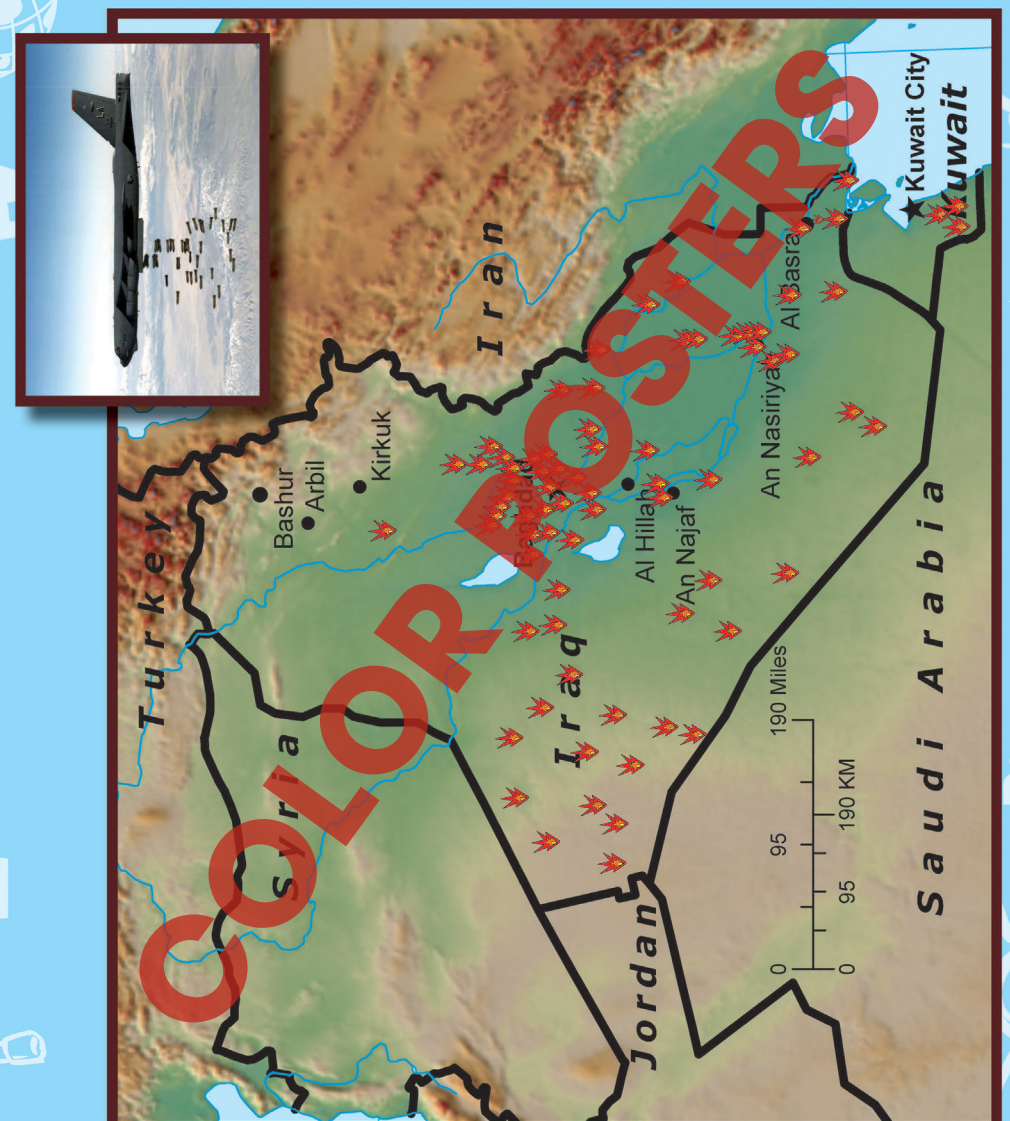 COLOR POSTERS
Turkey
Syria
Iran
Iraq
Jordan
Saudi Arabia
Kuwait
Kuwait City
Bashur
Arbil
Kirkuk
Al Hillah
An Najaf
An Nasiriya
Al Basra
0 95 190 Miles
0 95 190 KM